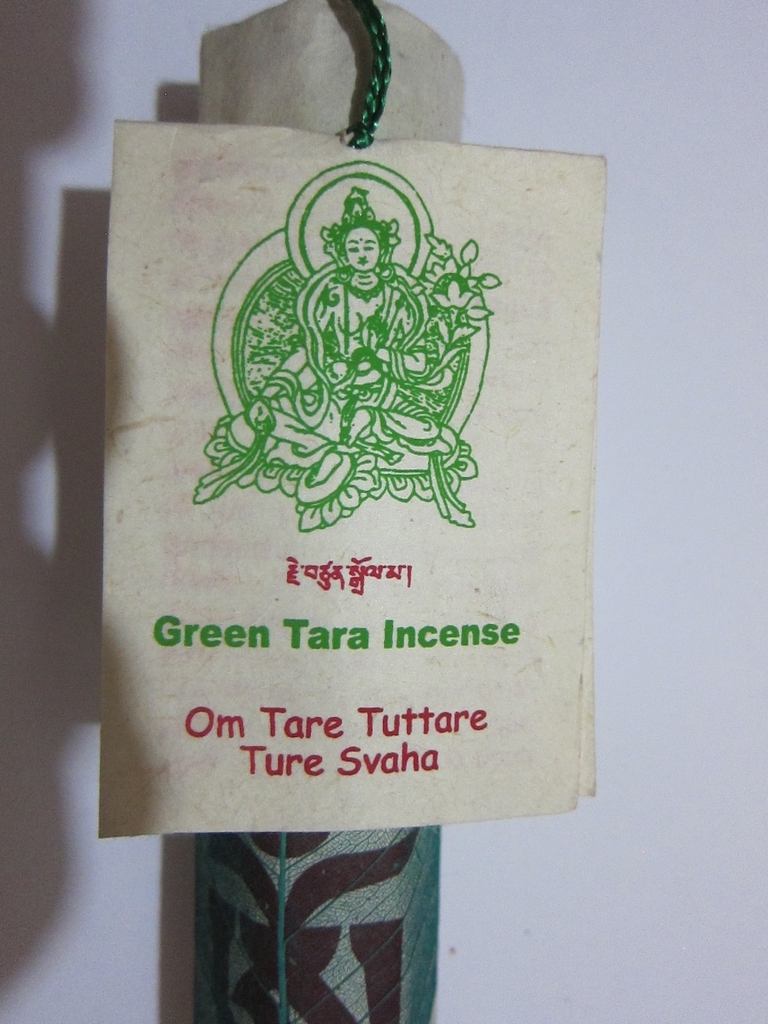 རྗེ་བཙུན་སྒྲོལ་མ།
Green Tara Incense
Om Tare Tuttare
Ture Svaha